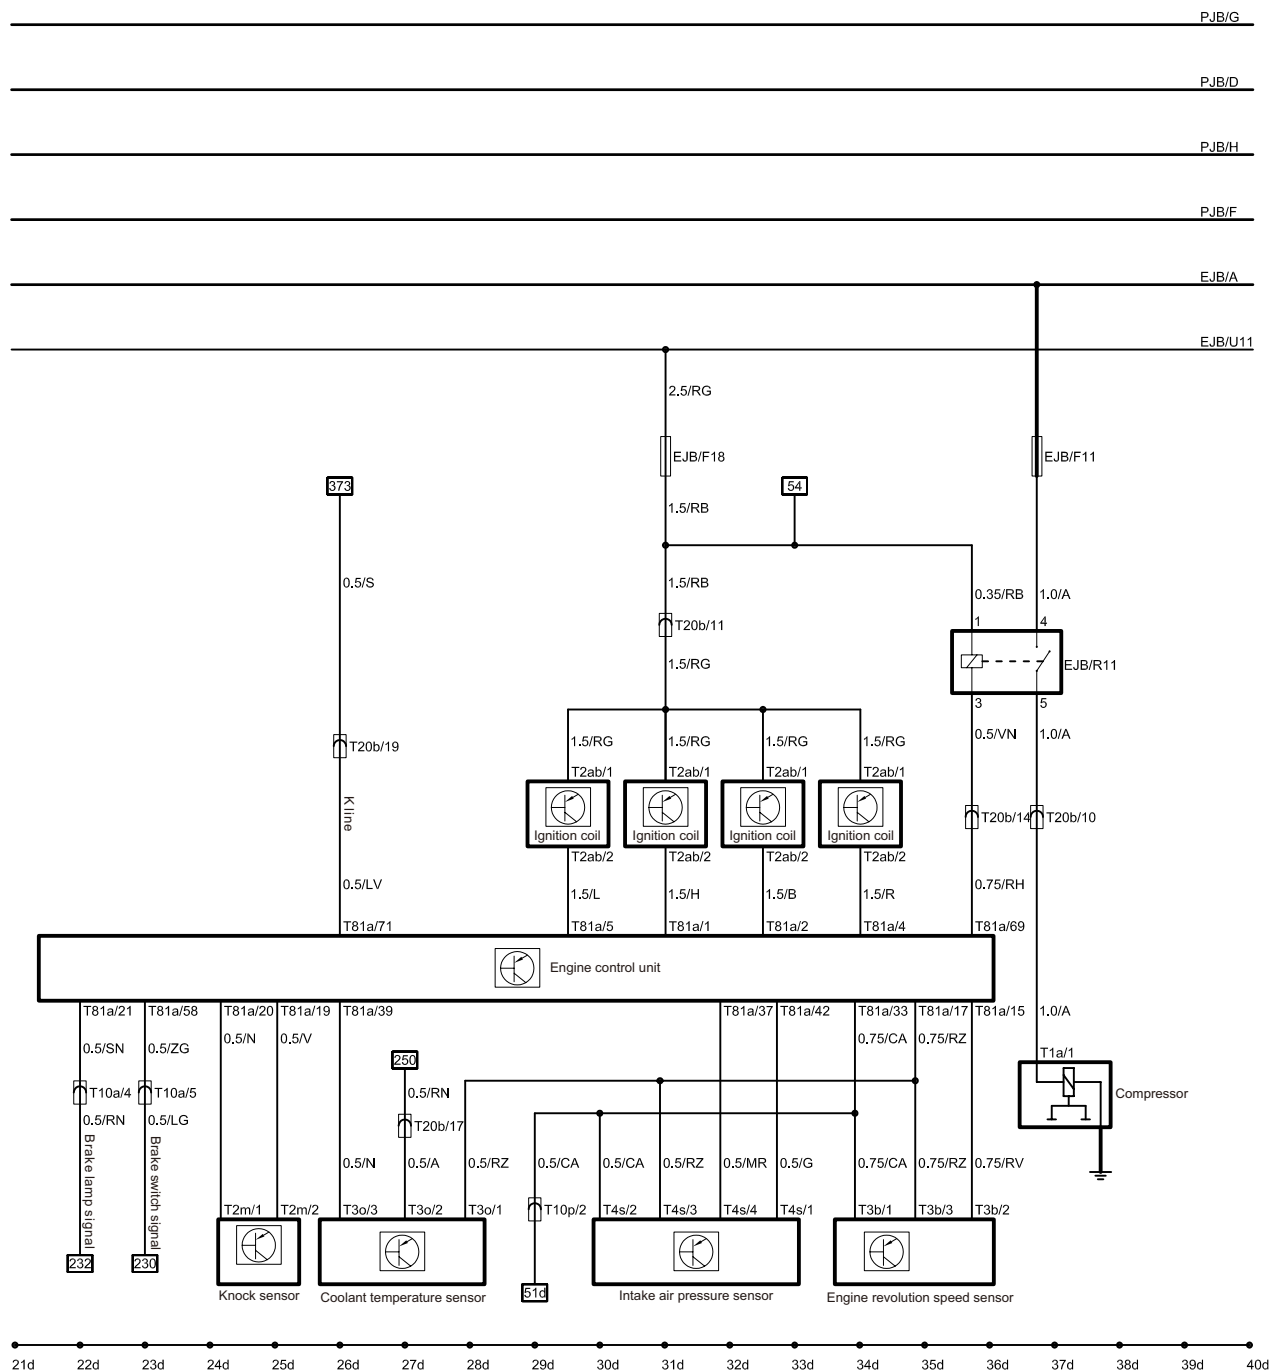 PJB/G
PJB/D
PJB/H
PJB/F
EJB/A
EJB/U11
2.5/RG
EJB/F18
EJB/F11
373
54
1.5/RB
0.5/S
1.5/RB
0.35/RB
1.0/A
T20b/11
1
4
1.5/RG
EJB/R11
3
5
1.5/RG
1.5/RG
1.5/RG
1.5/RG
0.5/VN
1.0/A
T20b/19
T2ab/1
T2ab/1
T2ab/1
T2ab/1
K line
T20b/14
T20b/10
Ignition coil
Ignition coil
Ignition coil
Ignition coil
T2ab/2
T2ab/2
T2ab/2
T2ab/2
0.5/LV
1.5/L
1.5/H
1.5/B
1.5/R
0.75/RH
T81a/71
T81a/5
T81a/1
T81a/2
T81a/4
T81a/69
Engine control unit
T81a/21
T81a/58
T81a/20
T81a/19
T81a/39
T81a/37
T81a/42
T81a/33
T81a/17
T81a/15
1.0/A
0.5/SN
0.5/ZG
0.5/N
0.5/V
0.75/CA
0.75/RZ
T1a/1
250
T10a/4
T10a/5
0.5/RN
Compressor
0.5/RN
0.5/LG
T20b/17
Brake lamp signal
Brake switch signal
0.5/N
0.5/A
0.5/RZ
0.5/CA
0.5/CA
0.5/RZ
0.5/MR
0.5/G
0.75/CA
0.75/RZ
0.75/RV
T2m/1
T2m/2
T3o/3
T3o/2
T3o/1
T10p/2
T4s/2
T4s/3
T4s/4
T4s/1
T3b/1
T3b/3
T3b/2
232
230
51d
Knock sensor
Coolant temperature sensor
Intake air pressure sensor
Engine revolution speed sensor
21d 22d 23d 24d 25d 26d 27d 28d 29d 30d 31d 32d 33d 34d 35d 36d 37d 38d 39d 40d